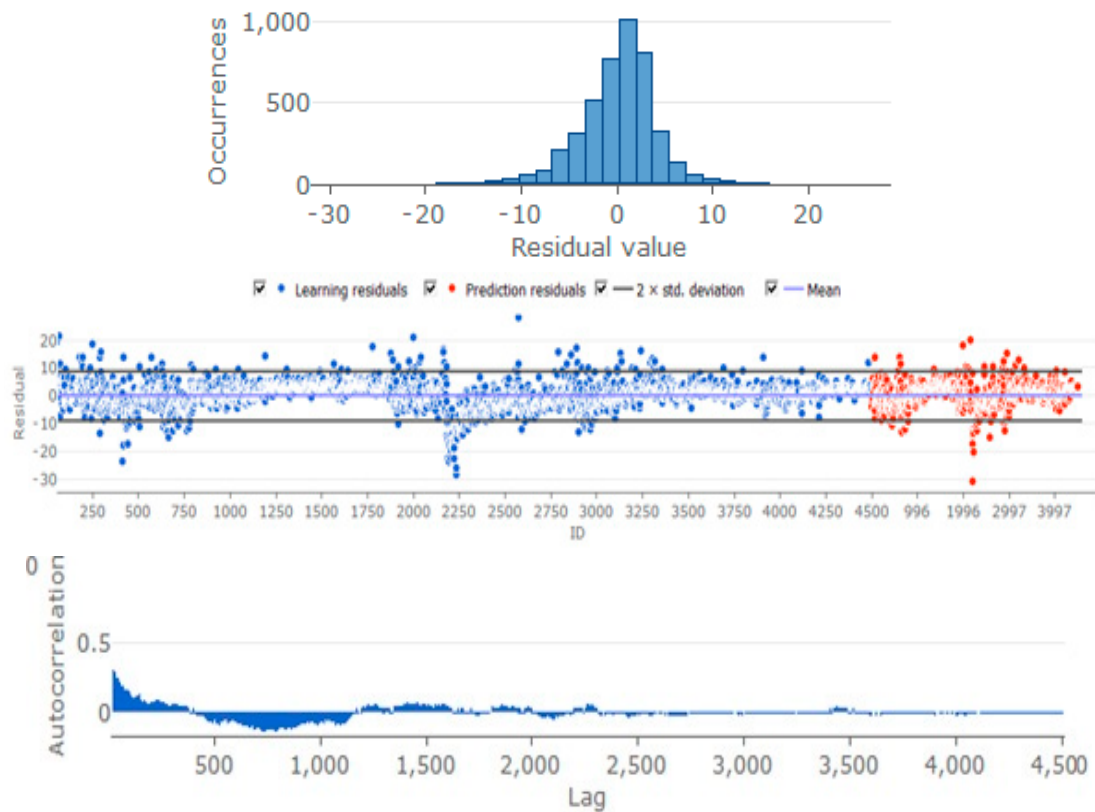 1,000
500
0
Occurrences
-30 -20 -10 0 10 20
Residual value
Learning residuals Prediction residuals 2 × std. deviation Mean
20
10
0
-10
-20
-30
Residual
250 500 750 1000 1250 1500 1750 2000 2250 2500 2750 3000 3250 3500 3750 4000 4250 4500 996 1996 2997 3997
ID
0
Autocorrelation
0.5
0
500 1,000 1,500 2,000 2,500 3,000 3,500 4,000 4,500
Lag